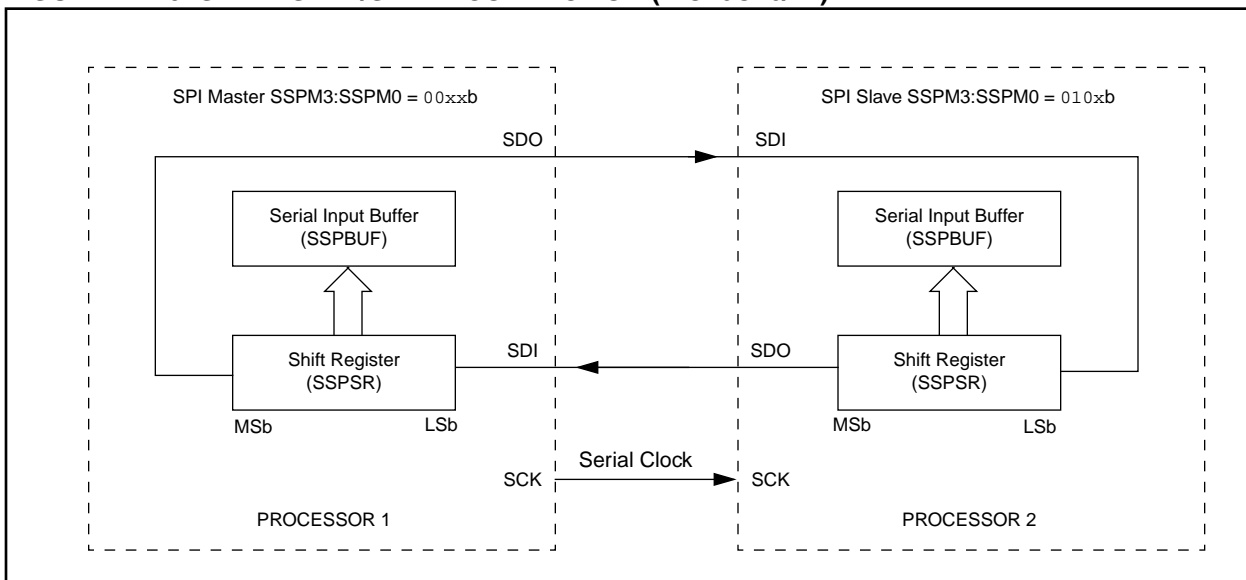 SPI Master SSPM3:SSPM0 = 00xxb
SPI Slave SSPM3:SSPM0 = 010xb
SDO
SDI
Serial Input Buffer
(SSPBUF)
Serial Input Buffer
(SSPBUF)
Shift Register
(SSPSR)
SDI
SDO
Shift Register
(SSPSR)
MSb
LSb
MSb
LSb
Serial Clock
SCK
SCK
PROCESSOR 1
PROCESSOR 2